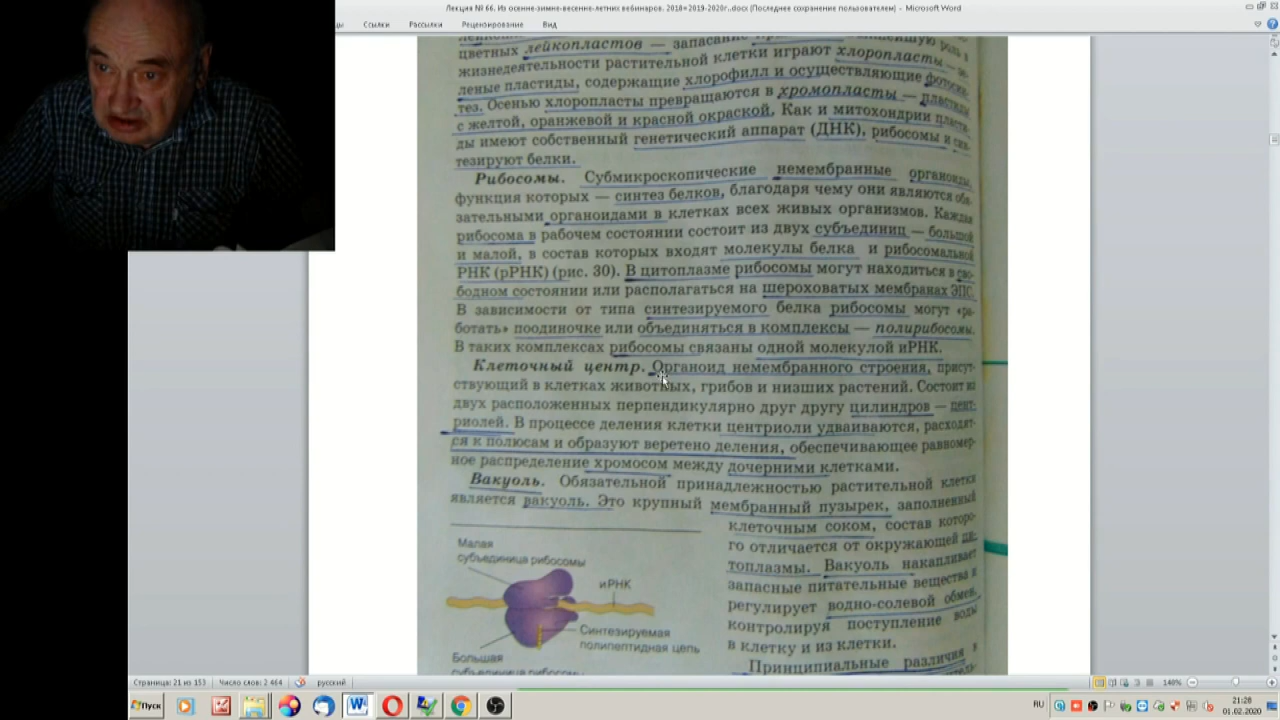 Лекция № 66. Из осенне-зимне-весенне-летних вебинаров. 2018=2019-2020г..docx (Последнее сохранение пользователем) - Microsoft Word
Ссылки Рассылки Рецензирование Вид
цветных лейкопластов — запасание
жизнедеятельности растительной клетки играют хлоропласты — зе-
леные пластиды, содержащие хлорофилл и осуществляющие фотосин-
тез. Осенью хлоропласты превращаются в хромопласты — пластиды
с желтой, оранжевой и красной окраской. Как и митохондрии пласти-
ды имеют собственный генетический аппарат (ДНК), рибосомы и син-
тезируют белки.
Рибосомы. Субмикроскопические немембранные органоиды,
функция которых — синтез белков, благодаря чему они являются обя-
зательными органоидами в клетках всех живых организмов. Каждая
рибосома в рабочем состоянии состоит из двух субъединиц — большой
и малой, в состав которых входят молекулы белка и рибосомальной
РНК (рРНК) (рис. 30). В цитоплазме рибосомы могут находиться в сво-
бодном состоянии или располагаться на шероховатых мембранах ЭПС.
В зависимости от типа синтезируемого белка рибосомы могут «ра-
ботать» поодиночке или объединяться в комплексы — полирибосомы.
В таких комплексах рибосомы связаны одной молекулой иРНК.
Клеточный центр. Органоид немембранного строения, присут-
ствующий в клетках животных, грибов и низших растений. Состоит из
двух расположенных перпендикулярно друг другу цилиндров — цент-
риолей. В процессе деления клетки центриоли удваиваются, расходят-
ся к полюсам и образуют веретено деления, обеспечивающее равномер-
ное распределение хромосом между дочерними клетками.
Вакуоль. Обязательной принадлежностью растительной клетки
является вакуоль. Это крупный мембранный пузырек, заполненный
клеточным соком, состав которо-
го отличается от окружающей ци-
топлазмы. Вакуоль накапливает
запасные питательные вещества и
регулирует водно-солевой обмен,
контролируя поступление воды
в клетку и из клетки.
Принципиальные различия
Малая
субъединица рибосомы
иРНК
Синтезируемая
полипептидная цепь
Большая
субъединица рибосомы
Страница: 21 из 153 Число слов: 2 464 русский 148%
Пуск RU 21:28
01.02.2020